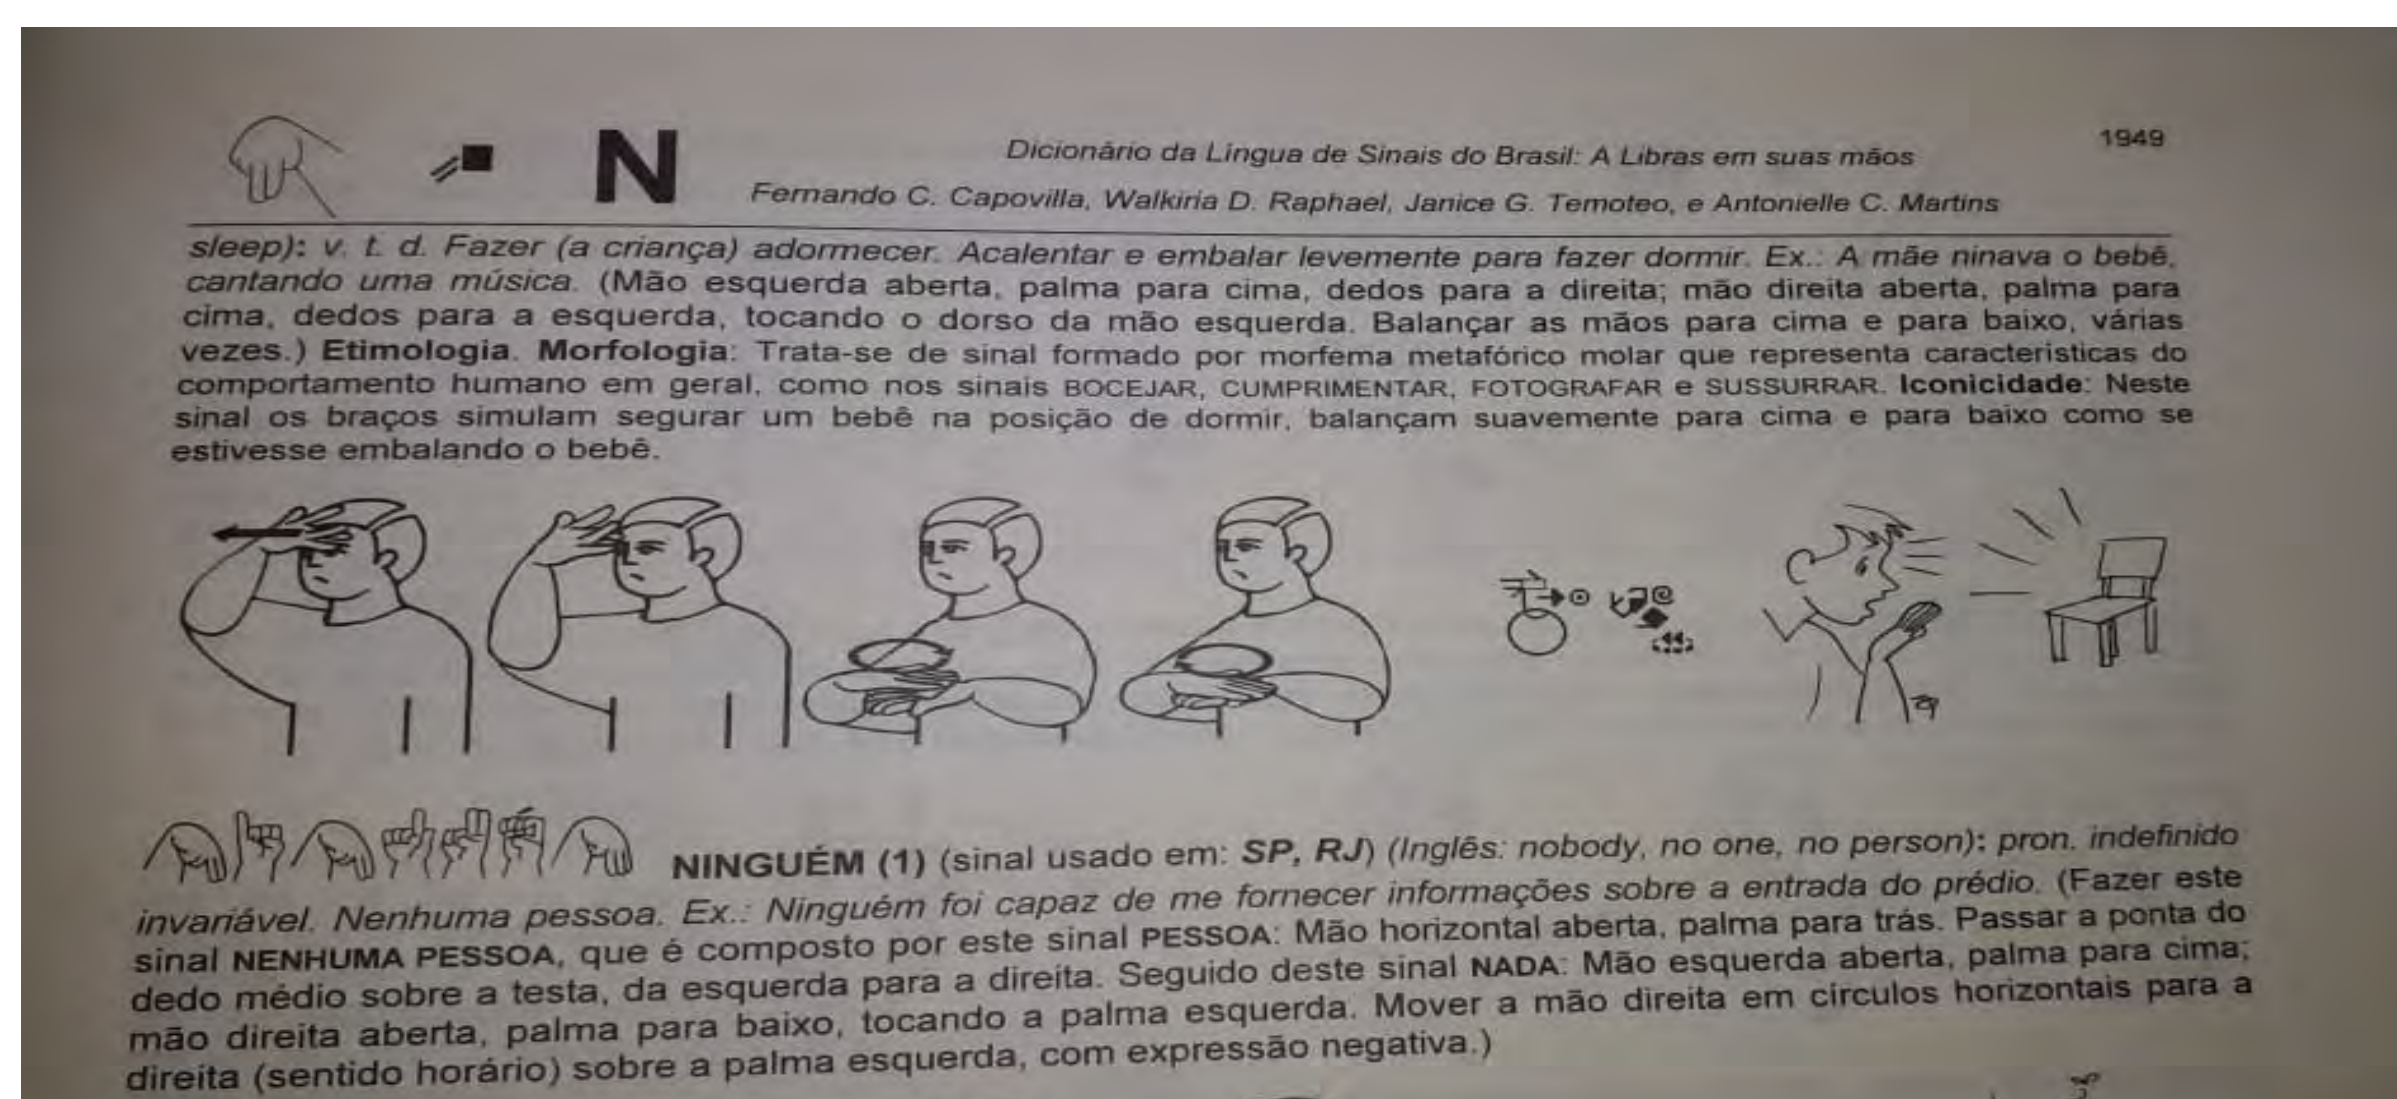 N
Dicionário da Língua de Sinais do Brasil: A Libras em suas mãos
1949
Fernando C. Capovilla, Walkiria D. Raphael, Janice G. Temoteo, e Antonielle C. Martins
sleep): v. t. d. Fazer (a criança) adormecer. Acalentar e embalar levemente para fazer dormir. Ex.: A mãe ninava o bebê,
cantando uma música. (Mão esquerda aberta, palma para cima, dedos para a direita; mão direita aberta, palma para
cima, dedos para a esquerda, tocando o dorso da mão esquerda. Balançar as mãos para cima e para baixo, várias
vezes.) Etimologia. Morfologia: Trata-se de sinal formado por morfema metafórico molar que representa características do
comportamento humano em geral, como nos sinais BOCEJAR, CUMPRIMENTAR, FOTOGRAFAR e SUSSURRAR. Iconicidade: Neste
sinal os braços simulam segurar um bebê na posição de dormir, balançam suavemente para cima e para baixo como se
estivesse embalando o bebê.
NINGUÉM (1) (sinal usado em: SP, RJ) (Inglês: nobody, no one, no person): pron. indefinido
invariável. Nenhuma pessoa. Ex.: Ninguém foi capaz de me fornecer informações sobre a entrada do prédio. (Fazer este
sinal NENHUMA PESSOA, que é composto por este sinal PESSOA: Mão horizontal aberta, palma para trás. Passar a ponta do
dedo médio sobre a testa, da esquerda para a direita. Seguido deste sinal NADA: Mão esquerda aberta, palma para cima;
mão direita aberta, palma para baixo, tocando a palma esquerda. Mover a mão direita em círculos horizontais para a
direita (sentido horário) sobre a palma esquerda, com expressão negativa.)